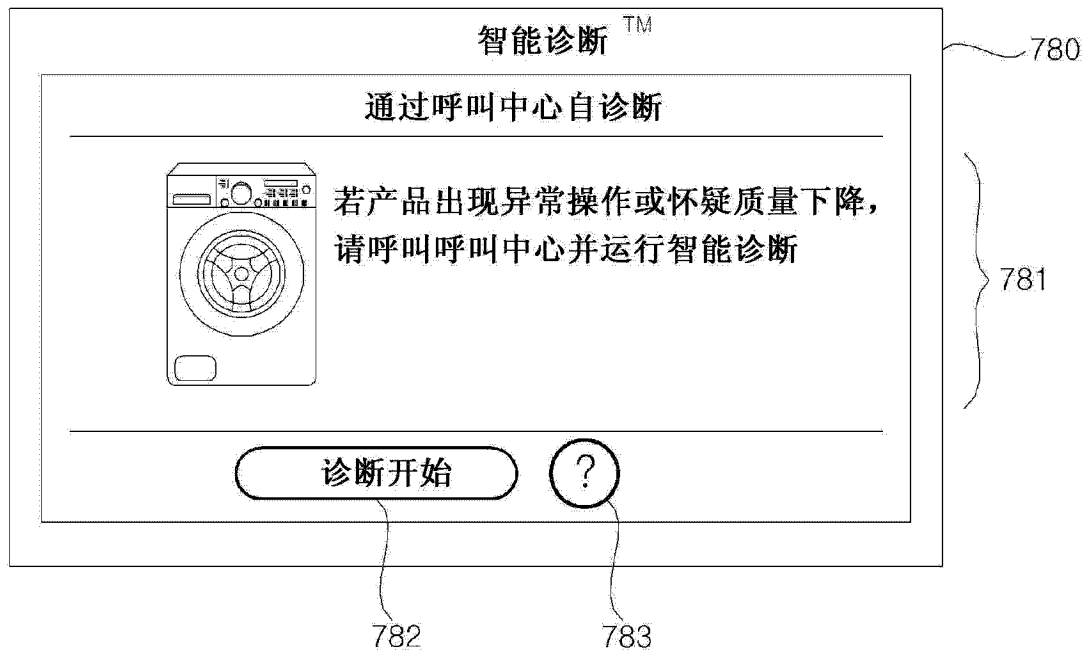 智能诊断 TM
780
通过呼叫中心自诊断
若产品出现异常操作或怀疑质量下降，
请呼叫呼叫中心并运行智能诊断
781
诊断开始
?
782
783